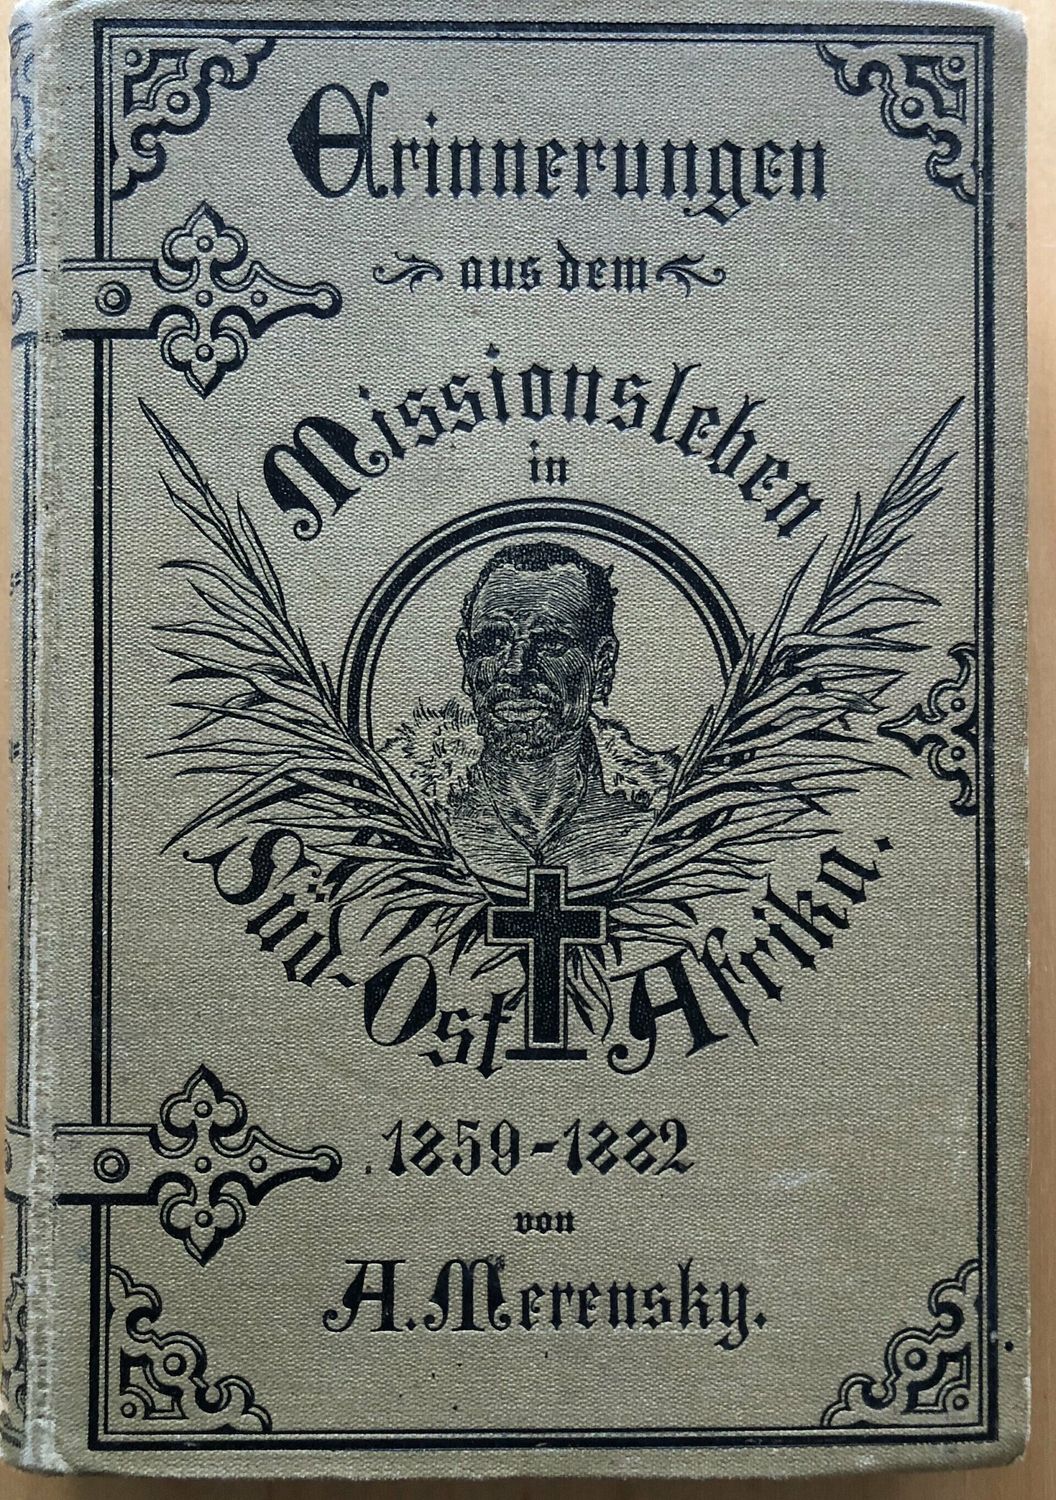 Erinnerungen
aus dem
Missionsleben
in
Süd-Ost Afrika.
1859-1882
von
A. Merensky.